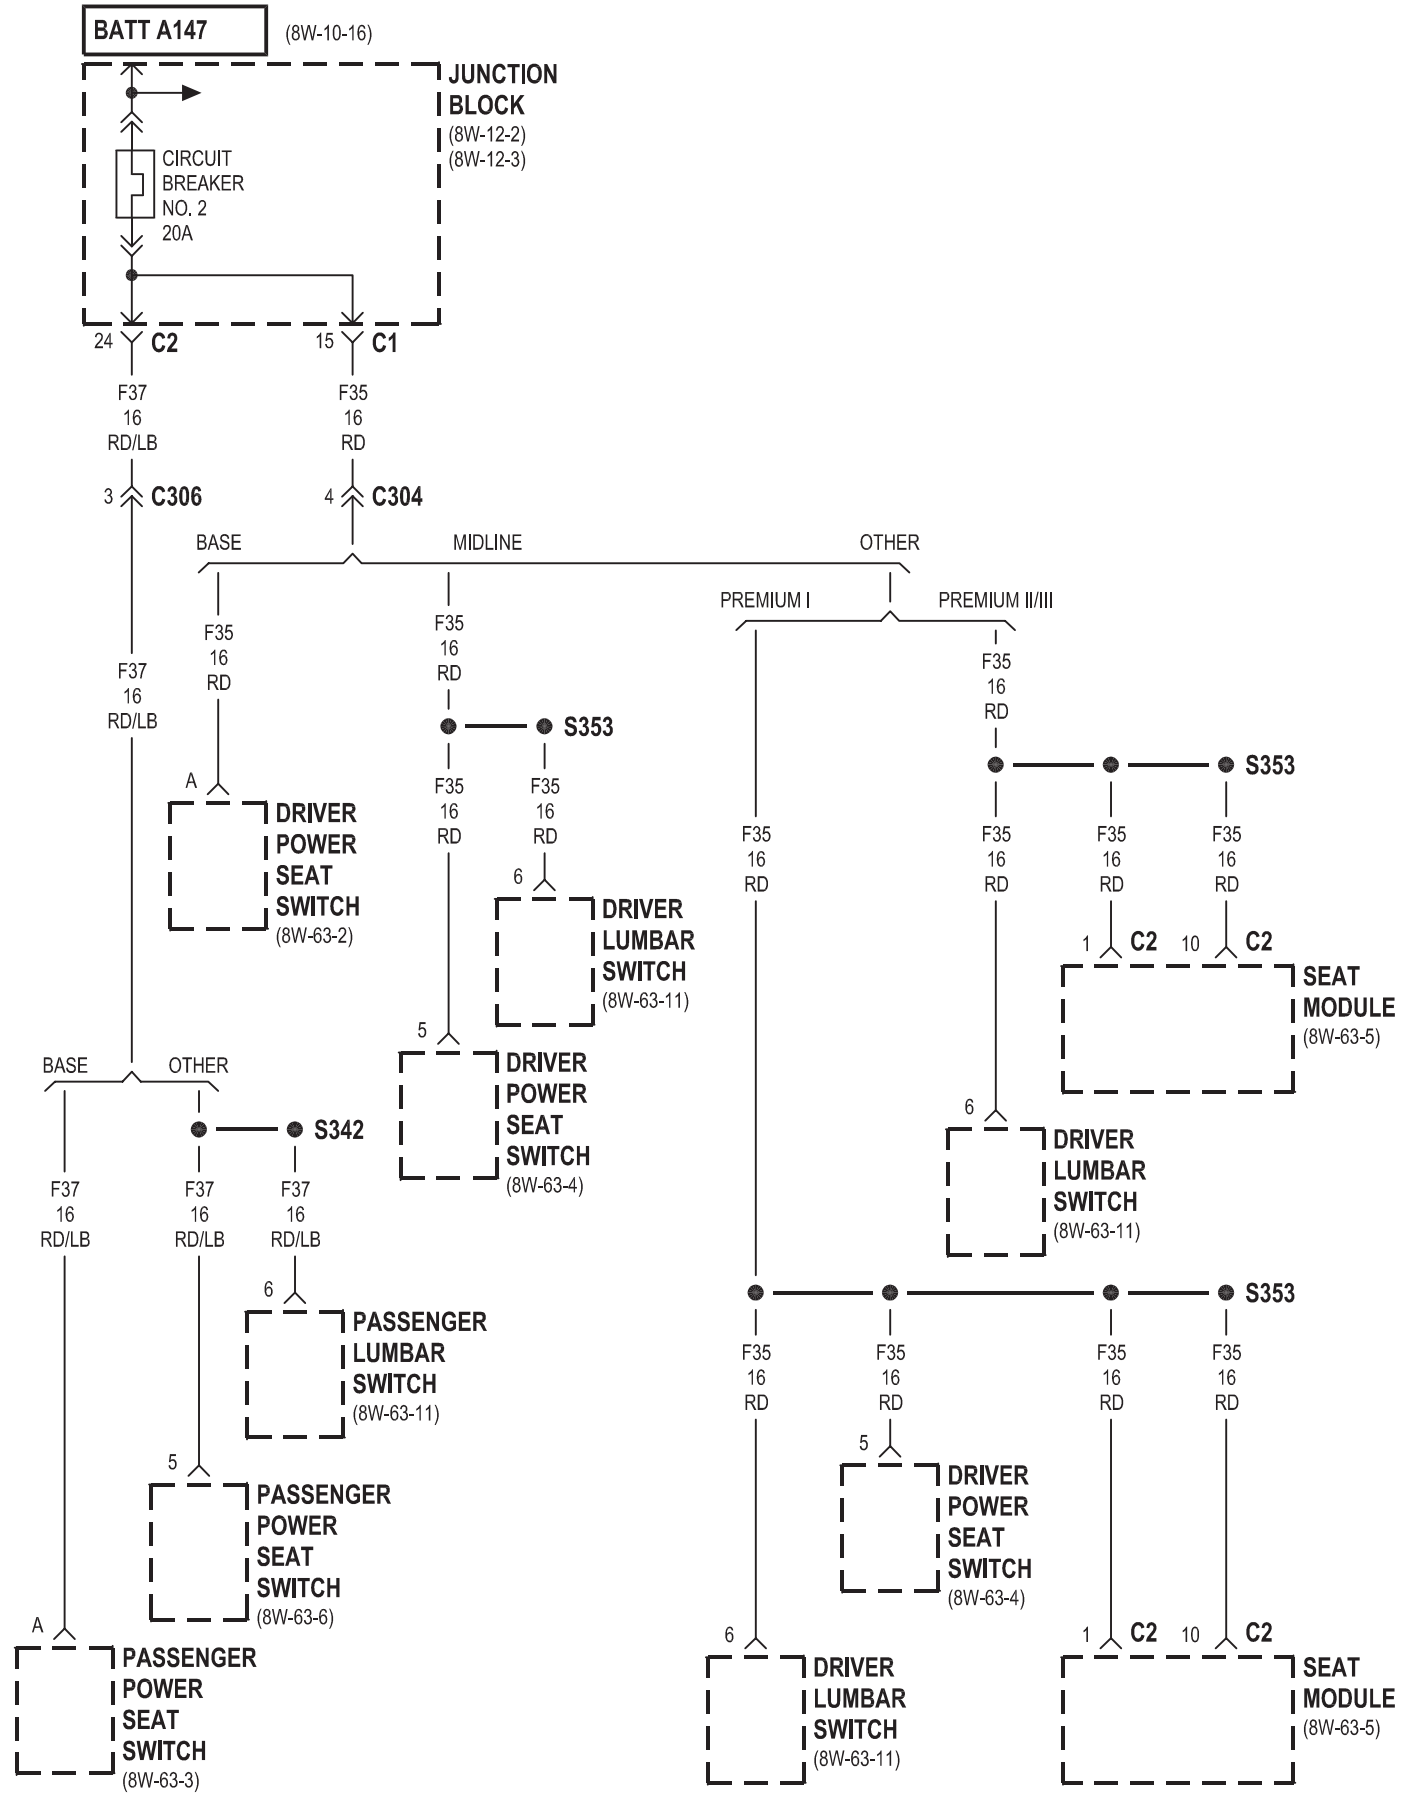 BATT A147
(8W-10-16)
JUNCTION
BLOCK
(8W-12-2)
(8W-12-3)
CIRCUIT
BREAKER
NO. 2
20A
24 C2
15 C1
F37
16
RD/LB
F35
16
RD
3 C306
4 C304
BASE
MIDLINE
OTHER
PREMIUM I
PREMIUM II/III
F37
16
RD/LB
F35
16
RD
F35
16
RD
F35
16
RD
S353
S353
F35
16
RD
F35
16
RD
F35
16
RD
F35
16
RD
F35
16
RD
F35
16
RD
A
DRIVER
POWER
SEAT
SWITCH
(8W-63-2)
6
DRIVER
LUMBAR
SWITCH
(8W-63-11)
1 C2
10 C2
SEAT
MODULE
(8W-63-5)
5
DRIVER
POWER
SEAT
SWITCH
(8W-63-4)
6
DRIVER
LUMBAR
SWITCH
(8W-63-11)
BASE
OTHER
S342
F37
16
RD/LB
F37
16
RD/LB
F37
16
RD/LB
6
PASSENGER
LUMBAR
SWITCH
(8W-63-11)
5
PASSENGER
POWER
SEAT
SWITCH
(8W-63-6)
A
PASSENGER
POWER
SEAT
SWITCH
(8W-63-3)
S353
F35
16
RD
F35
16
RD
F35
16
RD
F35
16
RD
5
DRIVER
POWER
SEAT
SWITCH
(8W-63-4)
6
DRIVER
LUMBAR
SWITCH
(8W-63-11)
1 C2
10 C2
SEAT
MODULE
(8W-63-5)